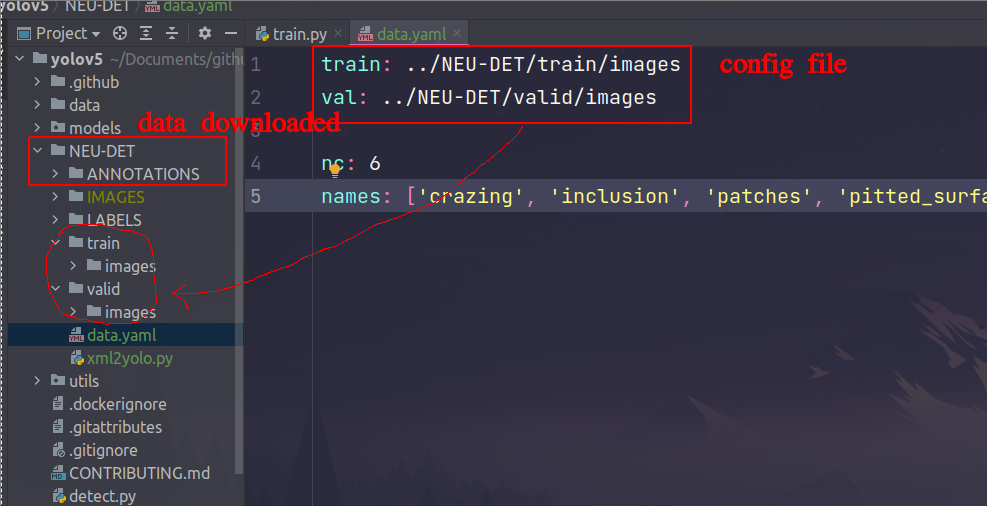 yolov5 〉 NEU-DET 〉 data.yaml
Project
train.py
data.yaml
yolov5 ~/Documents/gith
.github
data
models
NEU-DET
ANNOTATIONS
IMAGES
LABELS
train
images
valid
images
data.yaml
xml2yolo.py
utils
.dockerignore
.gitattributes
.gitignore
CONTRIBUTING.md
detect.py
data downloaded
config file
1 train: ../NEU-DET/train/images
2 val: ../NEU-DET/valid/images
3
4 nc: 6
5 names: ['crazing', 'inclusion', 'patches', 'pitted_surfa